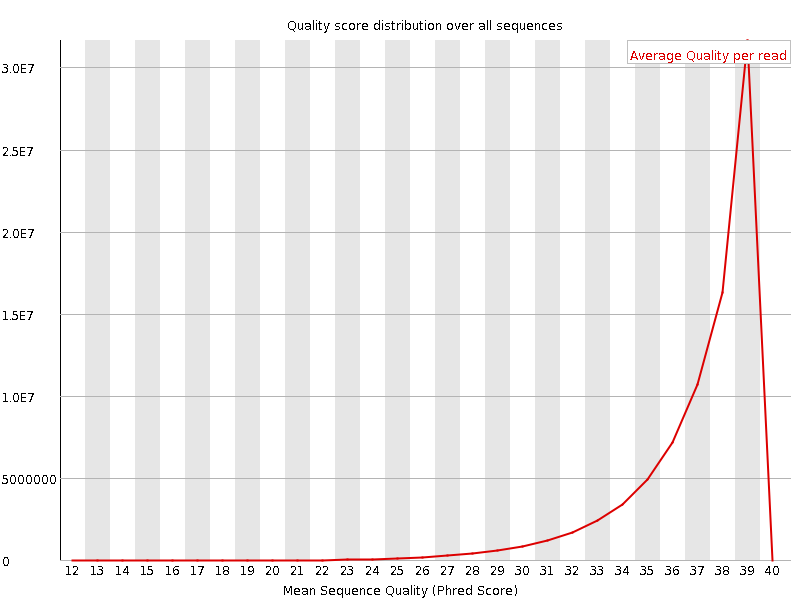 Quality score distribution over all sequences
Average Quality per read
3.0E7
2.5E7
2.0E7
1.5E7
1.0E7
5000000
0
12 13 14 15 16 17 18 19 20 21 22 23 24 25 26 27 28 29 30 31 32 33 34 35 36 37 38 39 40
Mean Sequence Quality (Phred Score)